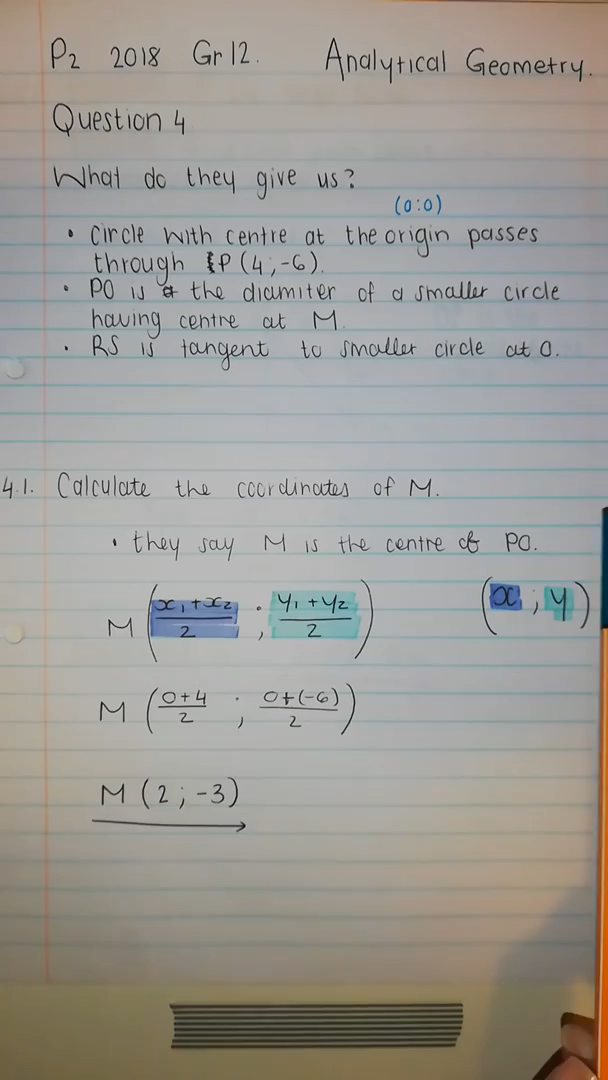 P2 2018 Gr 12. Analytical Geometry.
Question 4
What do they give us?
(0:0)
• circle with centre at the origin passes
through P(4;-6).
• PO is the diamiter of a smaller circle
having centre at M.
• RS is tangent to smaller circle at O.
4.1. Calculate the coordinates of M.
• they say M is the centre of PO.
M (x₁+x₂/2 ; y₁+y₂/2) (x ; y)
M (0+4/2 ; 0+(-6)/2)
M (2 ; -3)